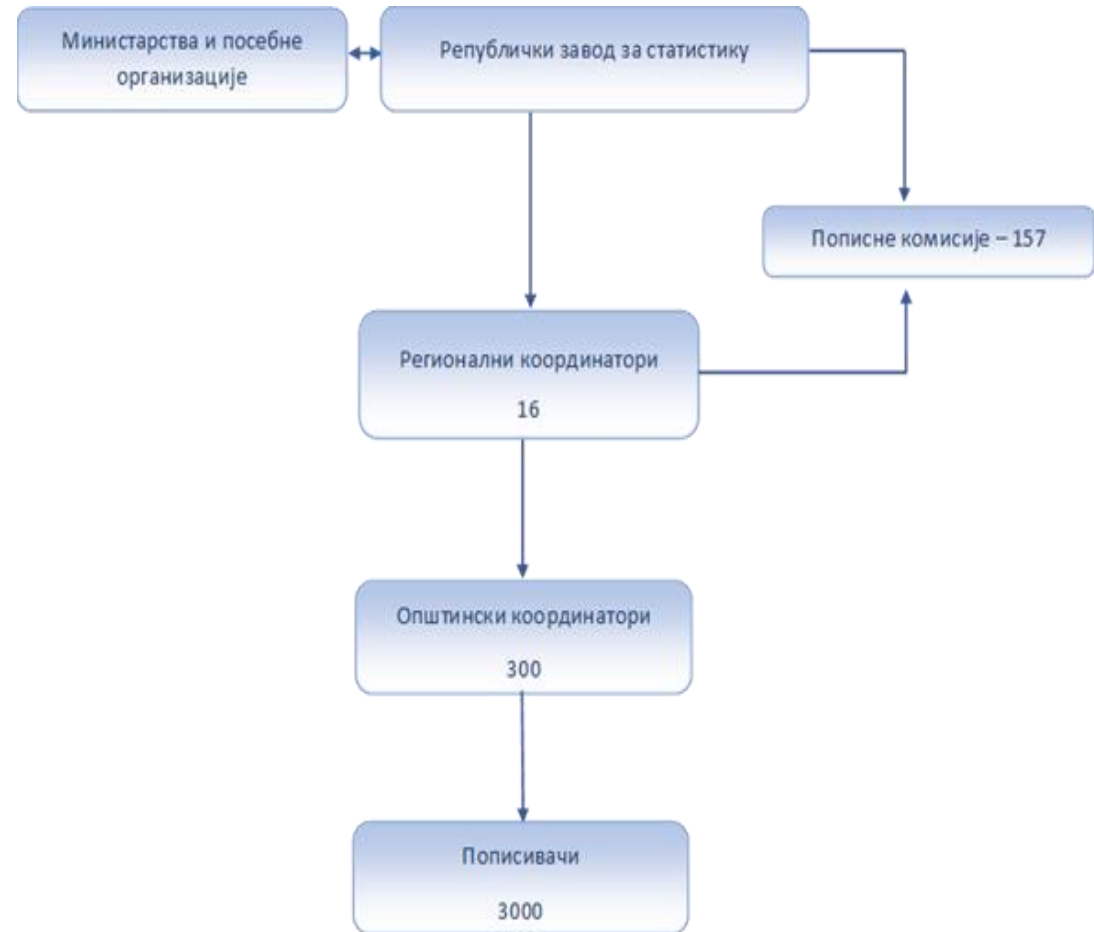 Министарства и посебне
организације
Републички завод за статистику
Пописне комисије – 157
Регионални координатори
16
Општински координатори
300
Пописивачи
3000